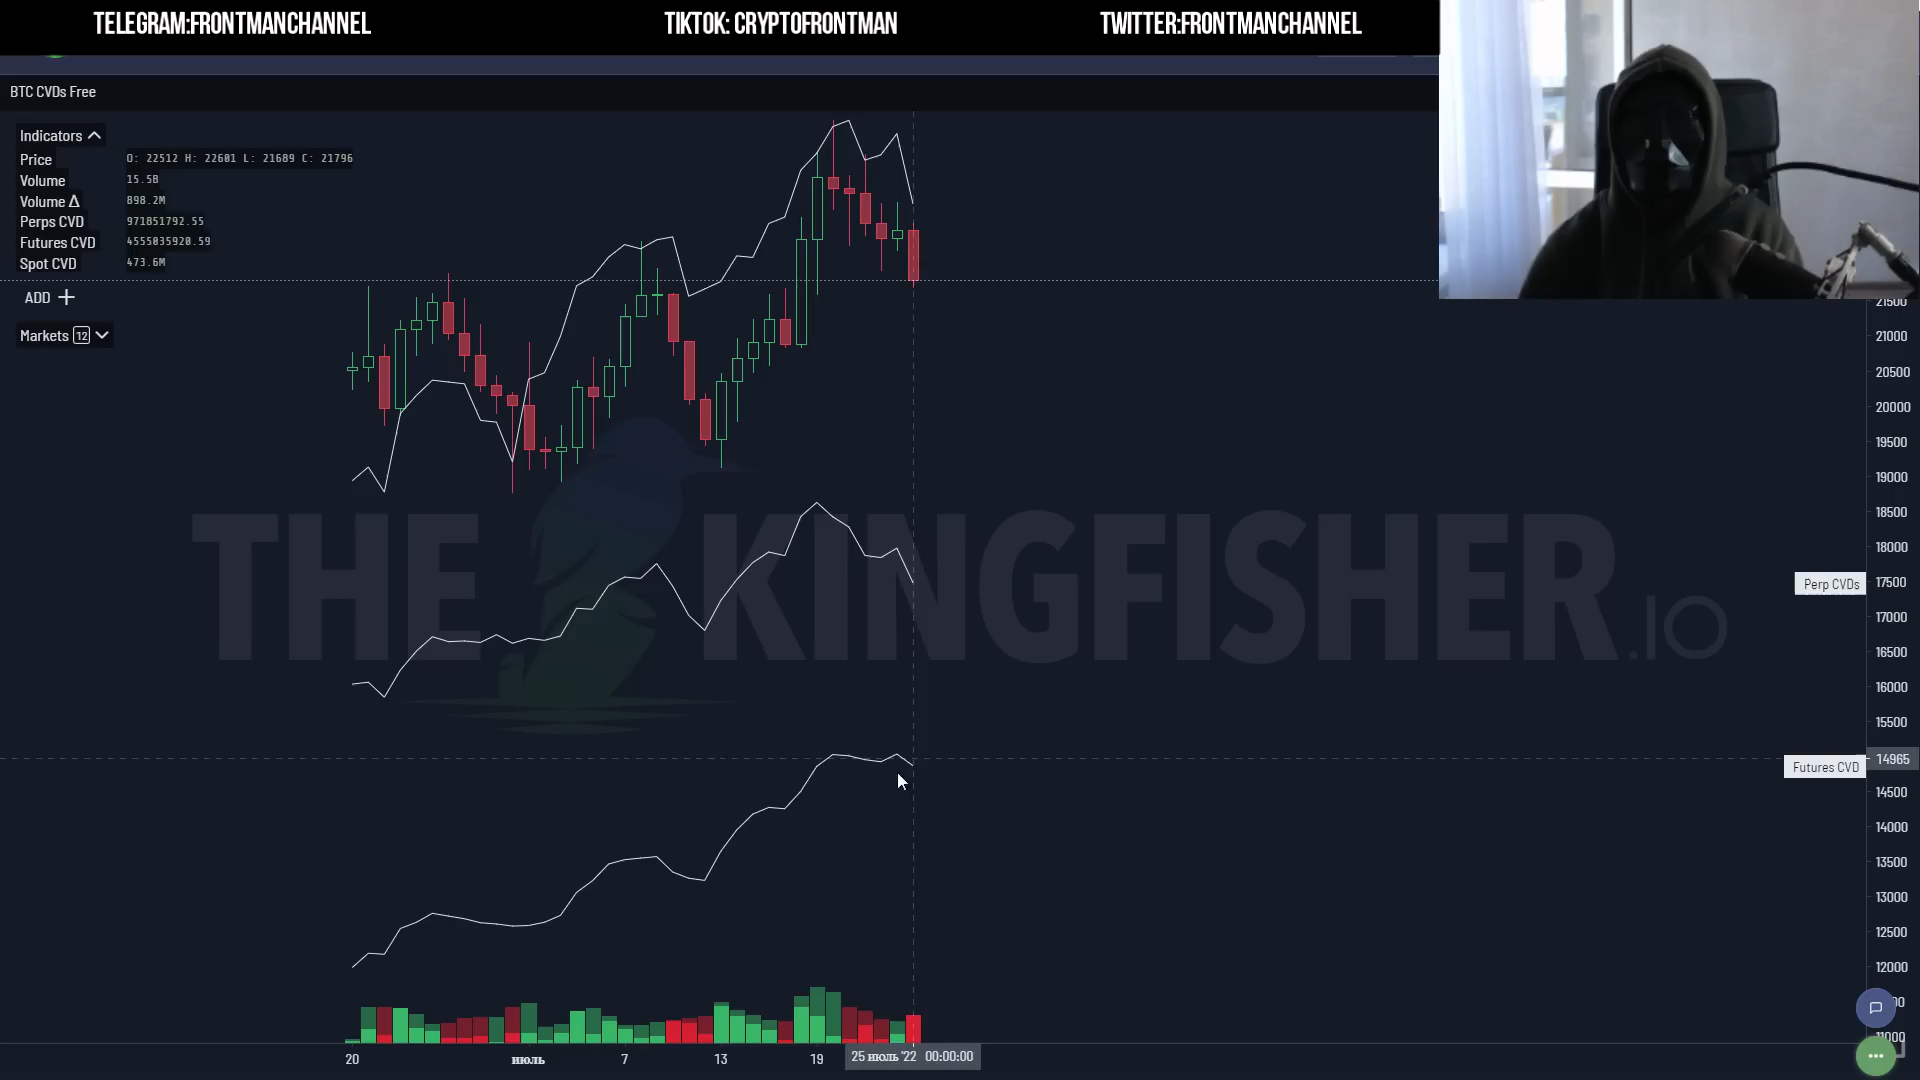 TELEGRAM:FRONTMANCHANNEL
TIKTOK: CRYPTOFRONTMAN
TWITTER:FRONTMANCHANNEL
BTC CVDs Free
Indicators
Price O: 22512 H: 22601 L: 21689 C: 21796
Volume 15.5B
Volume Δ 898.2M
Perps CVD 971851792.55
Futures CVD 4555035920.59
Spot CVD 473.6M
ADD +
Markets 12
21500
21000
20500
20000
19500
19000
18500
18000
THE KINGFISHER.IO
Perp CVDs
17500
17000
16500
16000
15500
14965
Futures CVD
14500
14000
13500
13000
12500
12000
11000
20
июль
7
13
19
25 июль '22 00:00:00